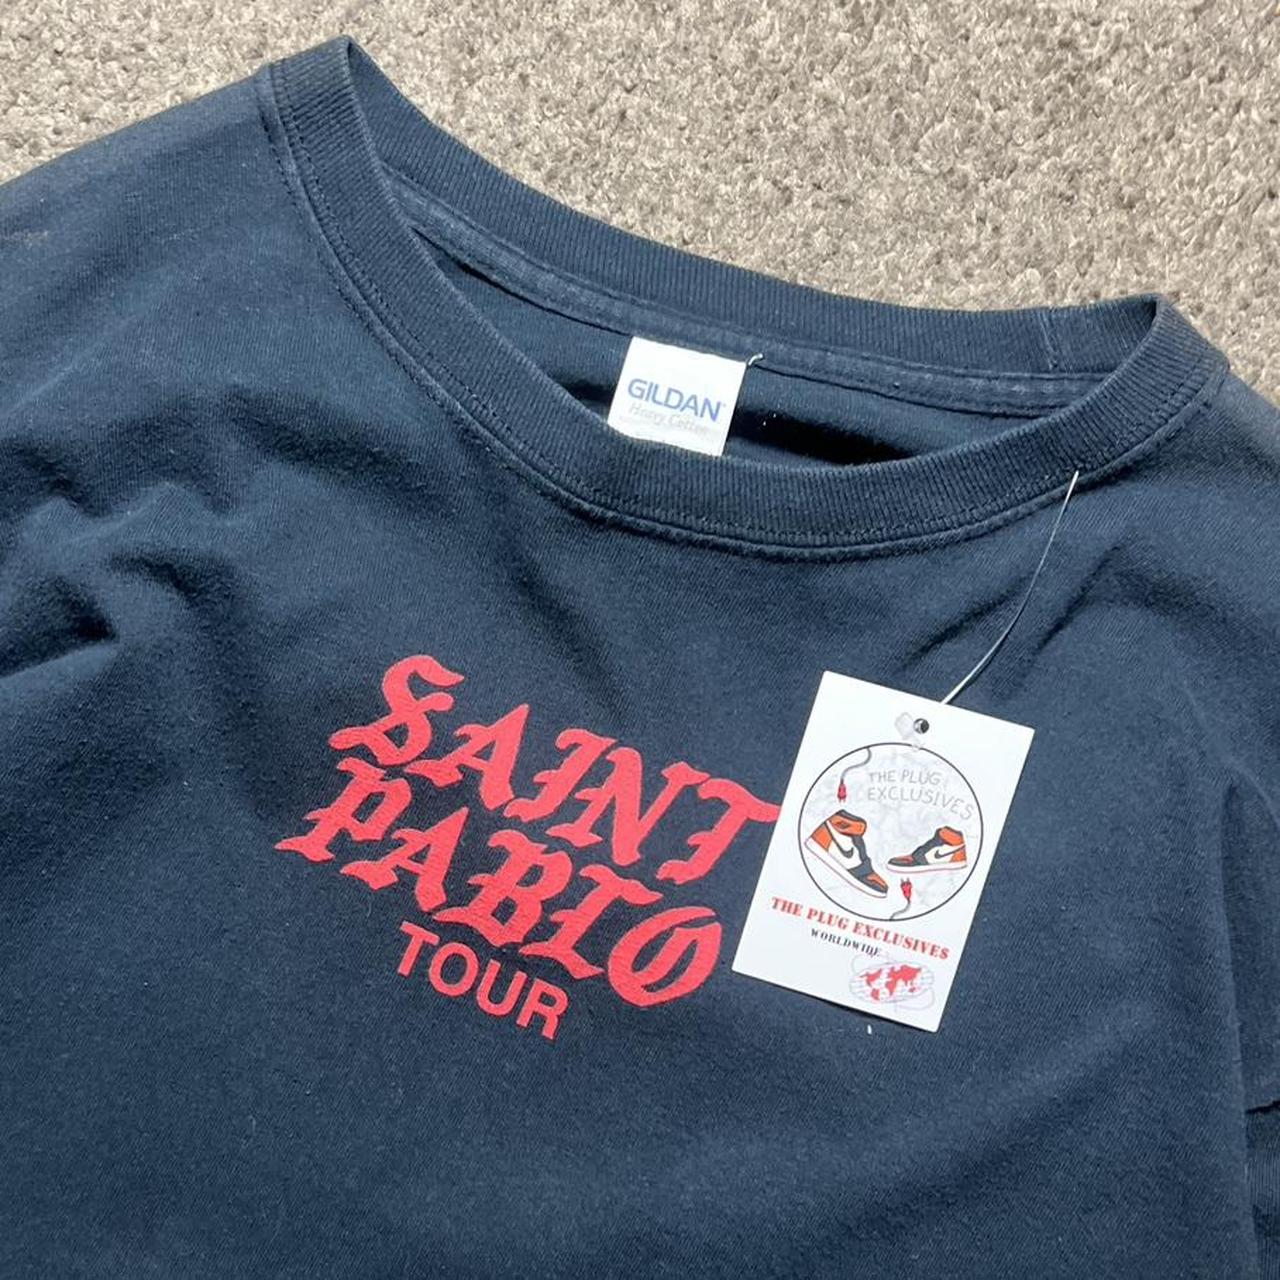 GILDAN
Heavy Cotton
SAINT
PABLO
TOUR
THE PLUG
EXCLUSIVES
THE PLUG EXCLUSIVES
WORLDWIDE